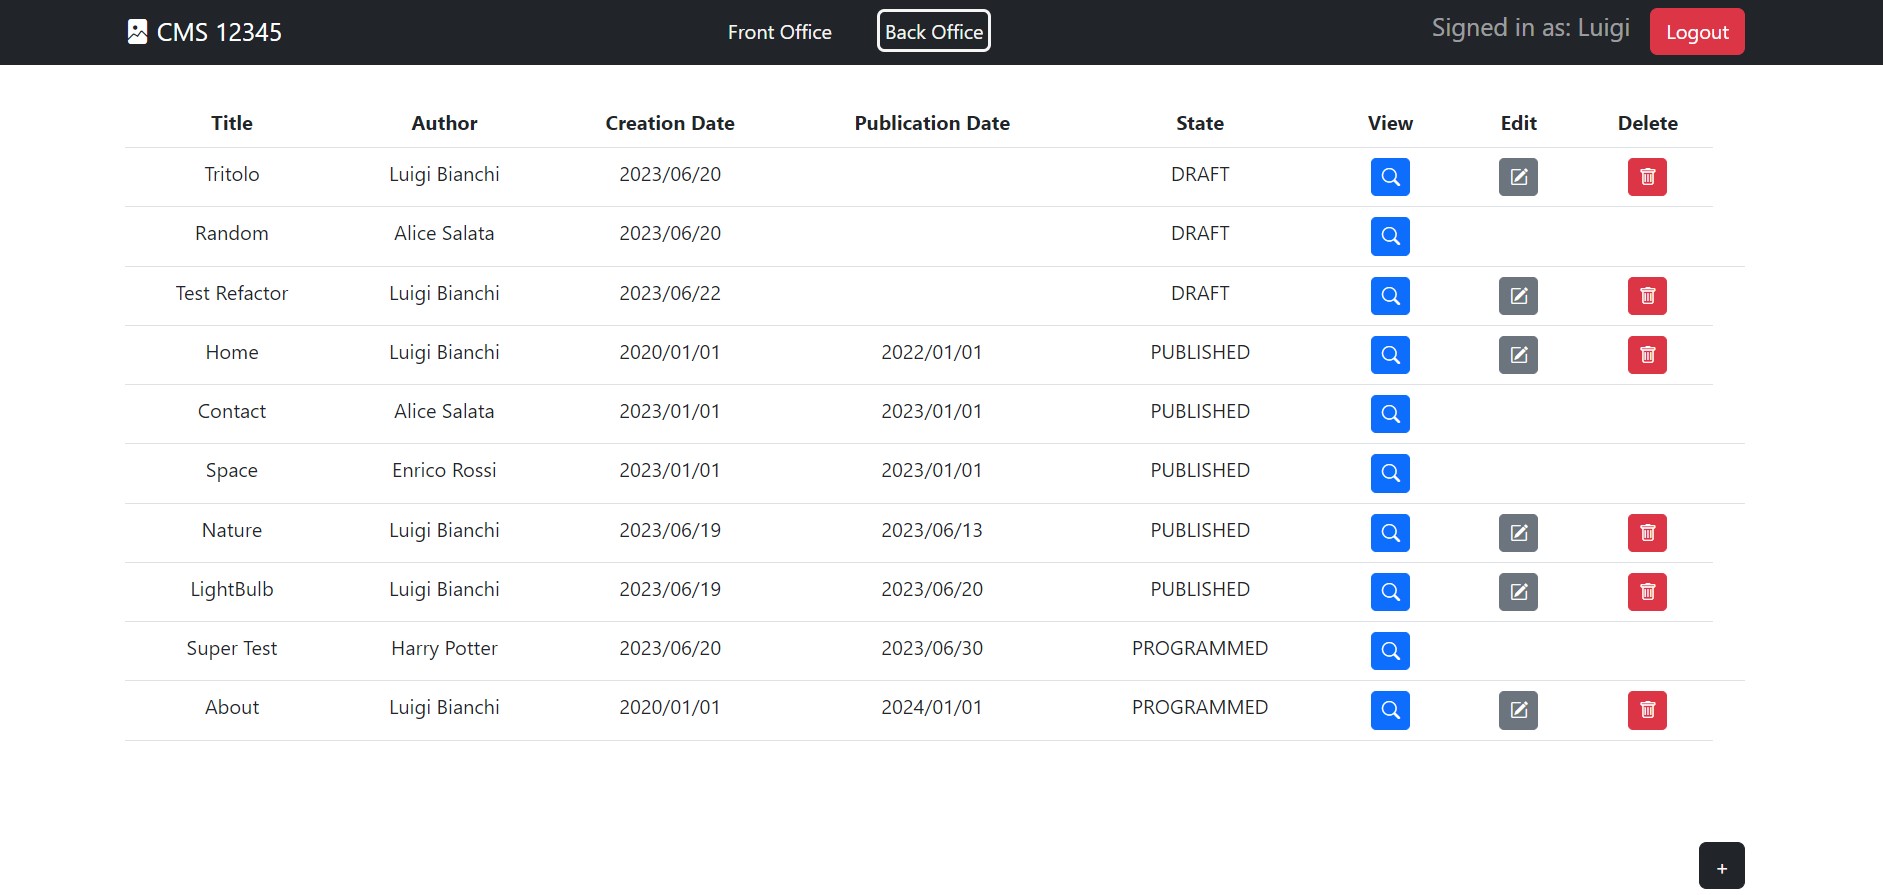 CMS 12345 Front Office Back Office Signed in as: Luigi Logout
Title Author Creation Date Publication Date State View Edit Delete
Tritolo Luigi Bianchi 2023/06/20 DRAFT
Random Alice Salata 2023/06/20 DRAFT
Test Refactor Luigi Bianchi 2023/06/22 DRAFT
Home Luigi Bianchi 2020/01/01 2022/01/01 PUBLISHED
Contact Alice Salata 2023/01/01 2023/01/01 PUBLISHED
Space Enrico Rossi 2023/01/01 2023/01/01 PUBLISHED
Nature Luigi Bianchi 2023/06/19 2023/06/13 PUBLISHED
LightBulb Luigi Bianchi 2023/06/19 2023/06/20 PUBLISHED
Super Test Harry Potter 2023/06/20 2023/06/30 PROGRAMMED
About Luigi Bianchi 2020/01/01 2024/01/01 PROGRAMMED
+